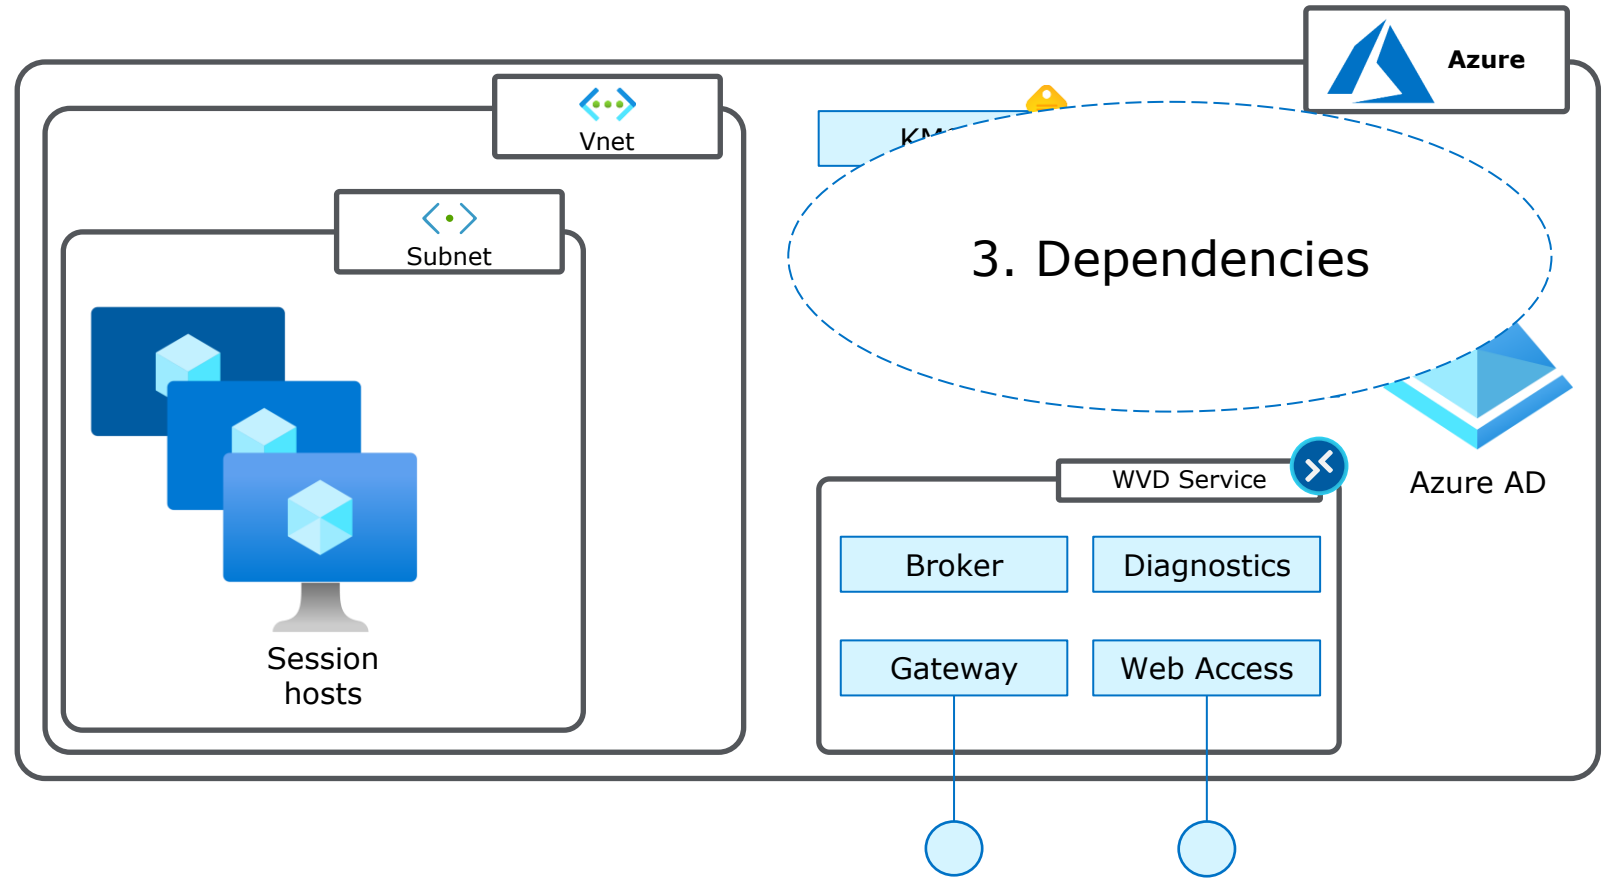 Azure
Vnet
Subnet
3. Dependencies
Session
hosts
WVD Service
Azure AD
Broker
Diagnostics
Gateway
Web Access